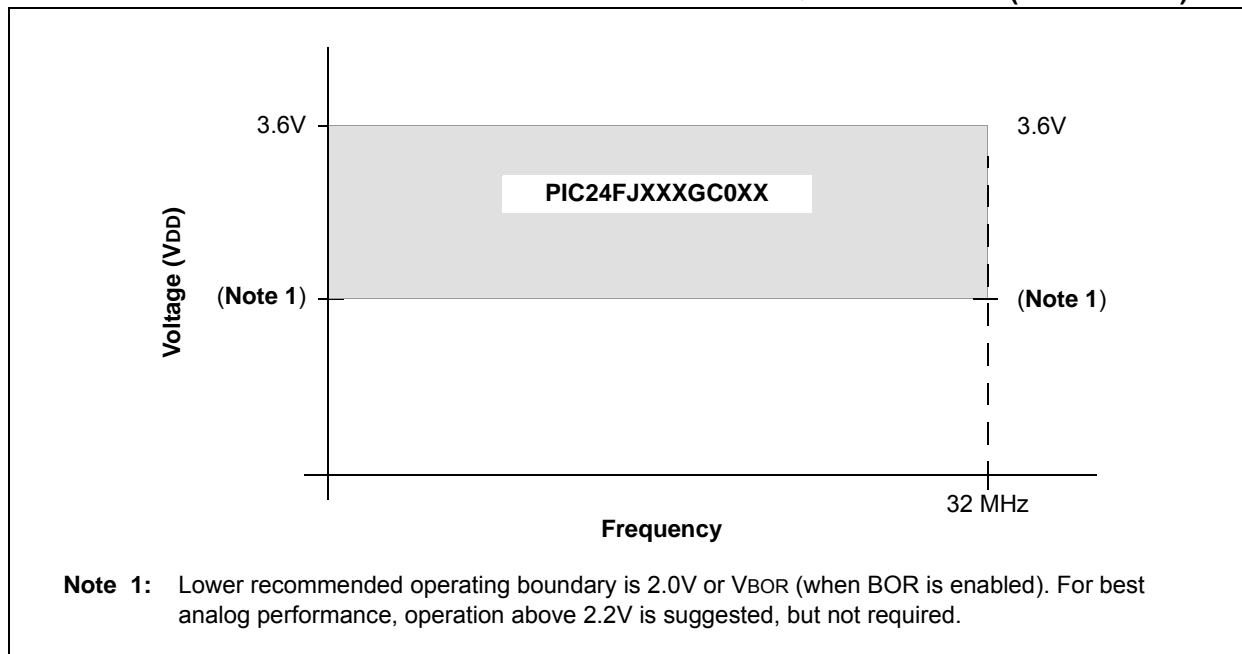 3.6V
3.6V
PIC24FJXXXGC0XX
Voltage (VDD)
(Note 1)
(Note 1)
32 MHz
Frequency
Note 1: Lower recommended operating boundary is 2.0V or VBOR (when BOR is enabled). For best
analog performance, operation above 2.2V is suggested, but not required.